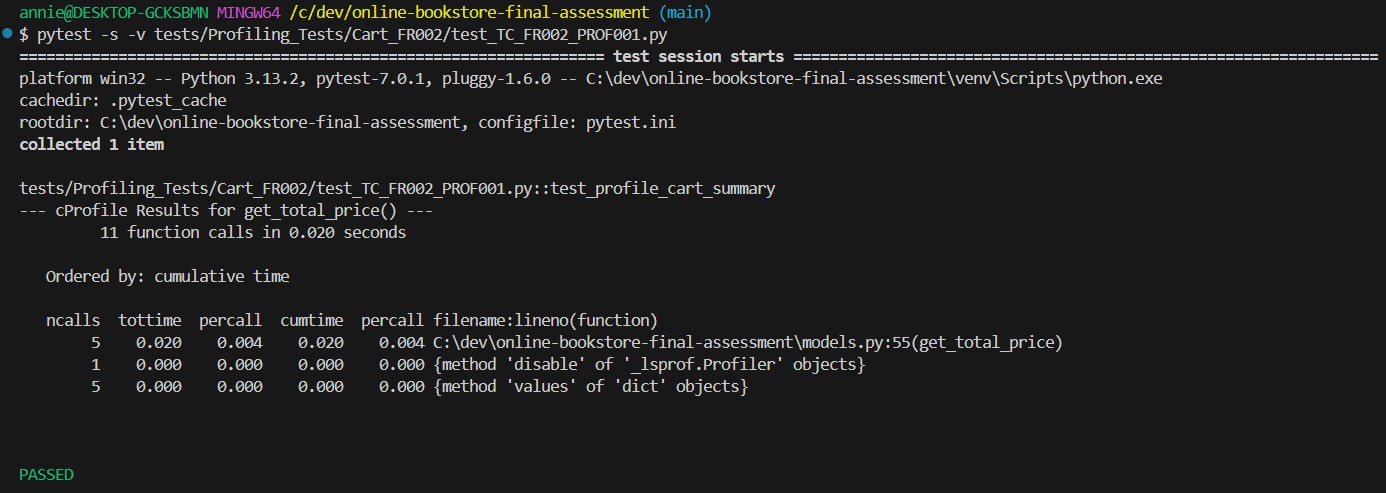 annie@DESKTOP-GCKSBMN MINGW64 /c/dev/online-bookstore-final-assessment (main)
$ pytest -s -v tests/Profiling_Tests/Cart_FR002/test_TC_FR002_PROF001.py
================================================================= test session starts =================================================================
platform win32 -- Python 3.13.2, pytest-7.0.1, pluggy-1.6.0 -- C:\dev\online-bookstore-final-assessment\venv\Scripts\python.exe
cachedir: .pytest_cache
rootdir: C:\dev\online-bookstore-final-assessment, configfile: pytest.ini
collected 1 item

tests/Profiling_Tests/Cart_FR002/test_TC_FR002_PROF001.py::test_profile_cart_summary
--- cProfile Results for get_total_price() ---
         11 function calls in 0.020 seconds

   Ordered by: cumulative time

   ncalls  tottime  percall  cumtime  percall filename:lineno(function)
        5    0.020    0.004    0.020    0.004 C:\dev\online-bookstore-final-assessment\models.py:55(get_total_price)
        1    0.000    0.000    0.000    0.000 {method 'disable' of '_lsprof.Profiler' objects}
        5    0.000    0.000    0.000    0.000 {method 'values' of 'dict' objects}

PASSED